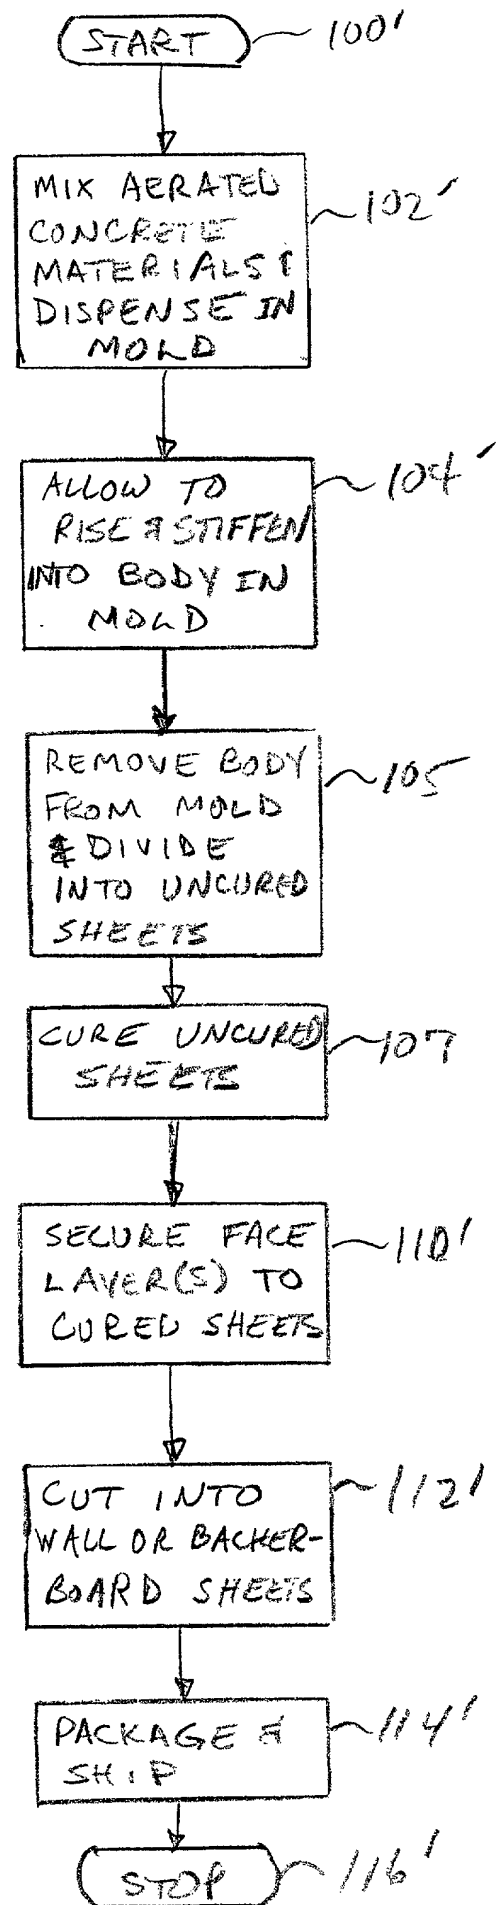 START
100'
MIX AERATED
CONCRETE
MATERIALS &
DISPENSE IN
MOLD
102'
ALLOW TO
RISE & STIFFEN
INTO BODY IN
MOLD
104'
REMOVE BODY
FROM MOLD
& DIVIDE
INTO UNCURED
SHEETS
105
CURE UNCURED
SHEETS
107
SECURE FACE
LAYER(S) TO
CURED SHEETS
110'
CUT INTO
WALL OR BACKER-
BOARD SHEETS
112'
PACKAGE &
SHIP
114'
STOP
116'